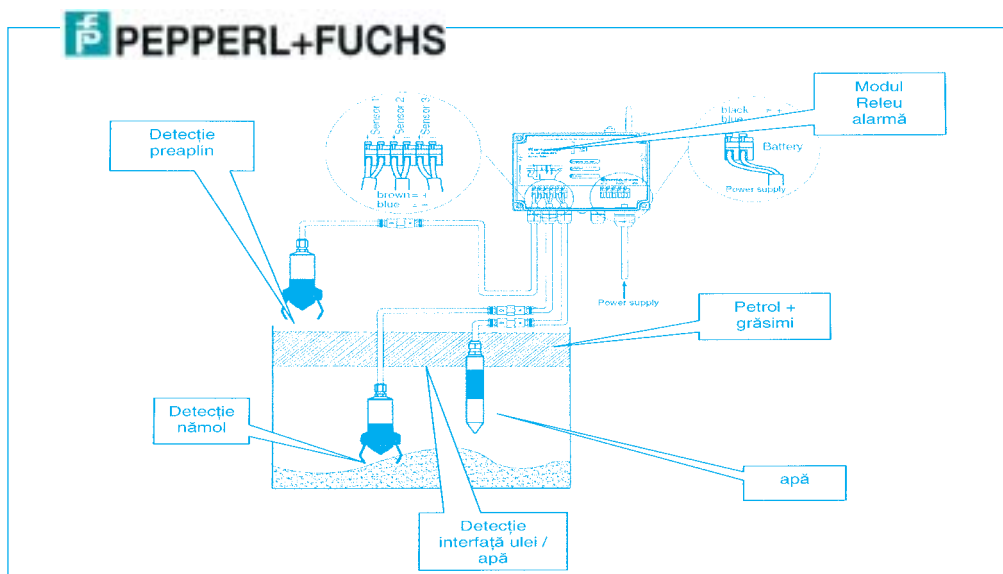 PEPPERL+FUCHS
Modul
Releu
alarmă
Detecție
preaplin
Sensor 1
Sensor 2
Sensor 3
brown = +
blue = –
black = +
blue
Battery
Power supply
Power supply
Petrol +
grăsimi
Detecție
nămol
apă
Detecție
interfață ulei /
apă